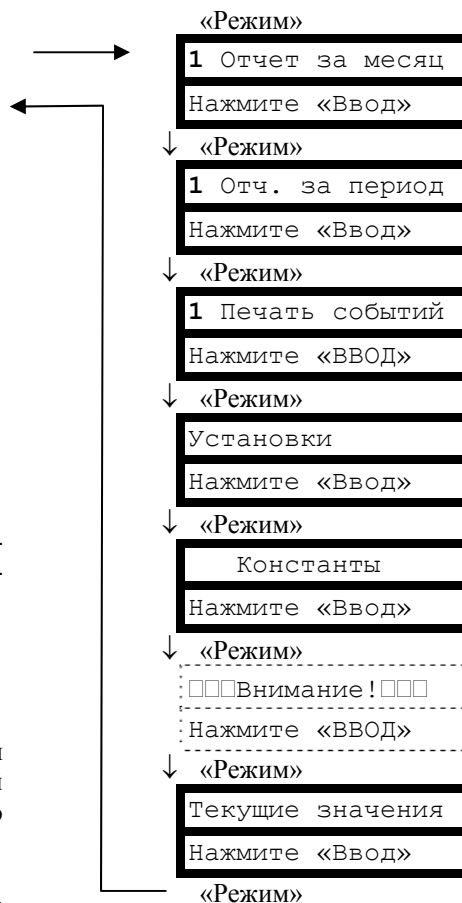 «Режим»
1 Отчет за месяц
Нажмите «Ввод»
↓ «Режим»
1 Отч. за период
Нажмите «Ввод»
↓ «Режим»
1 Печать событий
Нажмите «ВВОД»
↓ «Режим»
Установки
Нажмите «Ввод»
↓ «Режим»
Константы
Нажмите «Ввод»
↓ «Режим»
□□□Внимание!□□□
Нажмите «ВВОД»
↓ «Режим»
Текущие значения
Нажмите «Ввод»
«Режим»